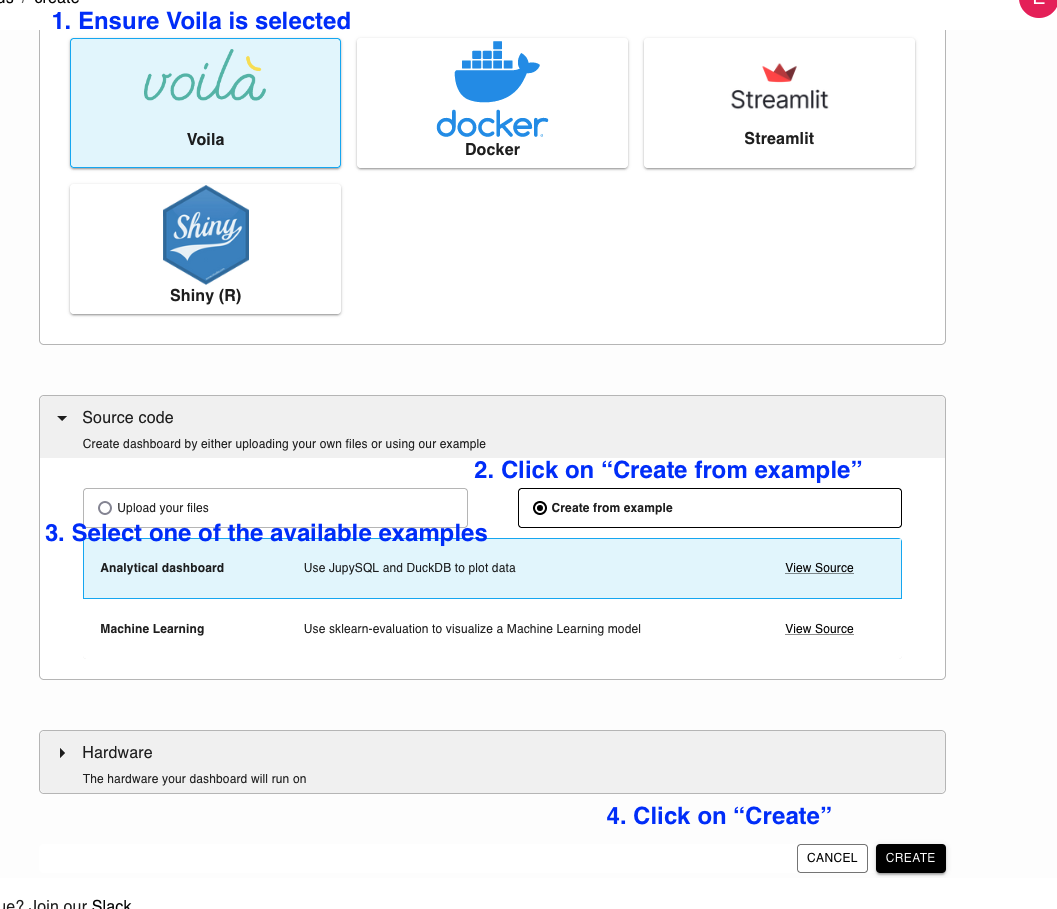 create
1. Ensure Voila is selected
voilà
Voila
docker
Docker
Streamlit
Streamlit
Shiny
Shiny (R)
Source code
Create dashboard by either uploading your own files or using our example
2. Click on “Create from example”
Upload your files
Create from example
3. Select one of the available examples
Analytical dashboard Use JupySQL and DuckDB to plot data View Source
Machine Learning Use sklearn-evaluation to visualize a Machine Learning model View Source
Hardware
The hardware your dashboard will run on
4. Click on “Create”
CANCEL CREATE
Join our Slack